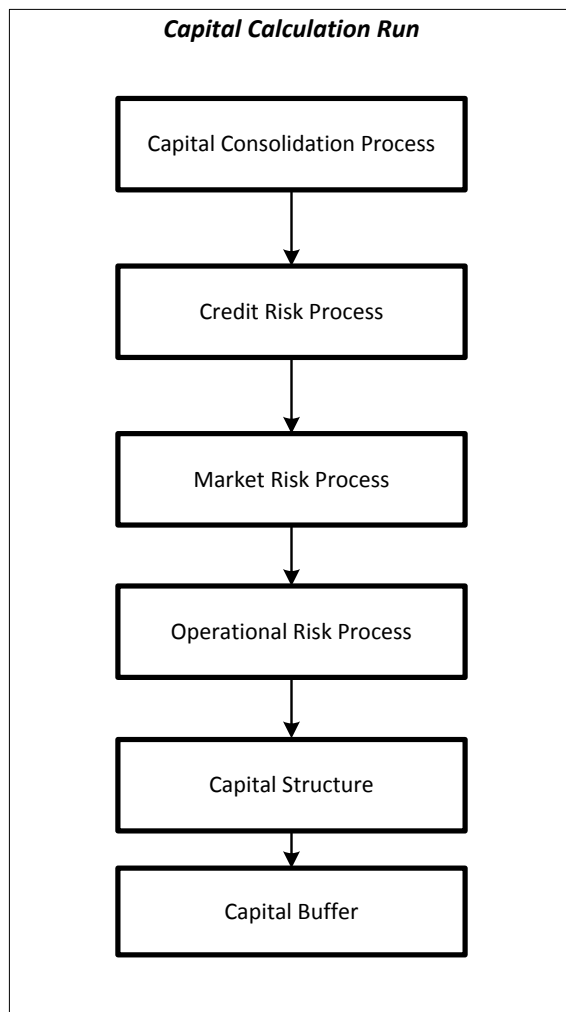 Capital Calculation Run
Capital Consolidation Process
Credit Risk Process
Market Risk Process
Operational Risk Process
Capital Structure
Capital Buffer